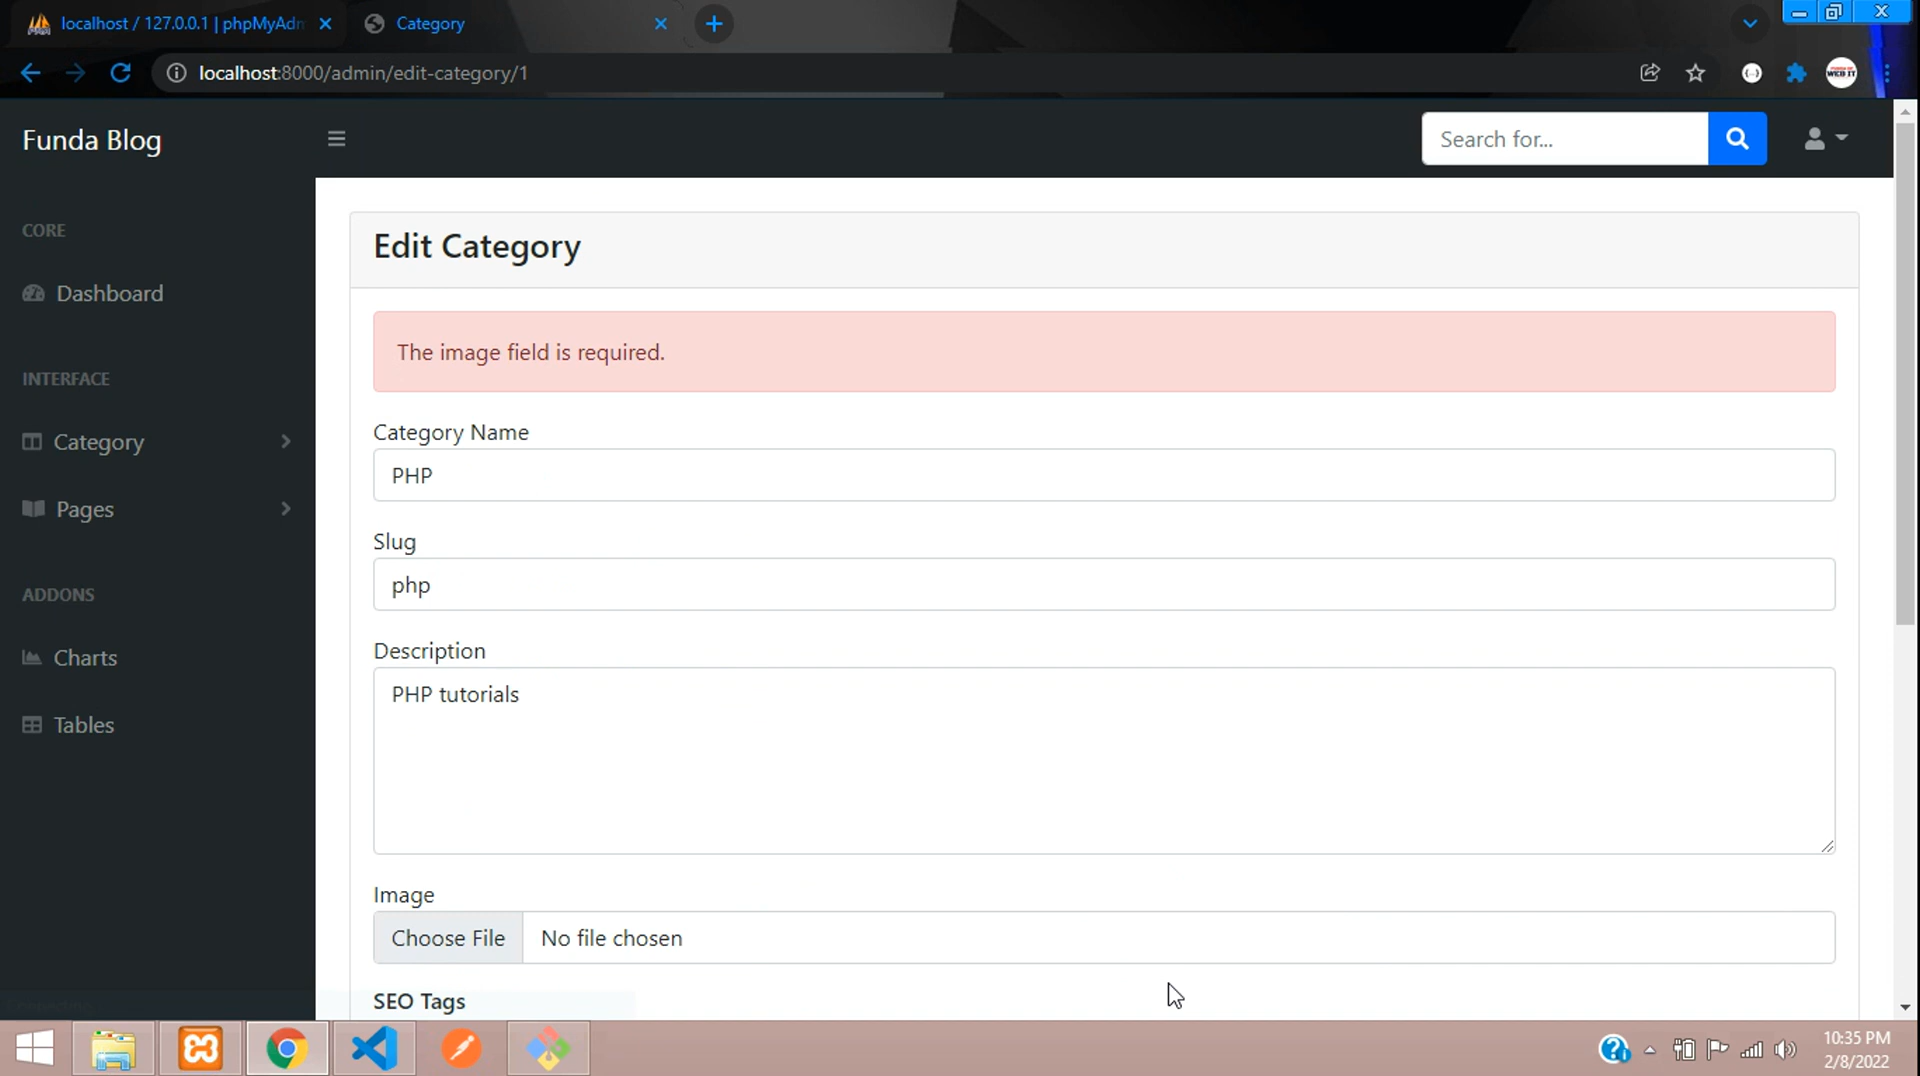 localhost / 127.0.0.1 | phpMyAdm
Category
localhost:8000/admin/edit-category/1
WEB IT
Funda Blog
Search for...
CORE
Dashboard
INTERFACE
Category
Pages
ADDONS
Charts
Tables
Edit Category
The image field is required.
Category Name
PHP
Slug
php
Description
PHP tutorials
Image
Choose File No file chosen
SEO Tags
10:35 PM
2/8/2022